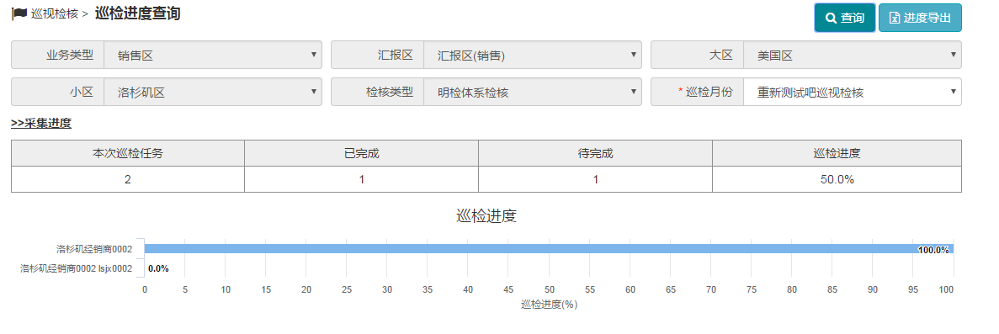 巡视检核 > 巡检进度查询
查询 进度导出
业务类型 销售区 汇报区 汇报区(销售) 大区 美国区
小区 洛杉矶区 检核类型 明检体系检核 * 巡检月份 重新测试吧巡视检核
>>采集进度
本次巡检任务 已完成 待完成 巡检进度
2 1 1 50.0%
巡检进度
洛杉矶经销商0002 100.0%
洛杉矶经销商0002 lsjx0002 0.0%
0 5 10 15 20 25 30 35 40 45 50 55 60 65 70 75 80 85 90 95 100
巡检进度(%)